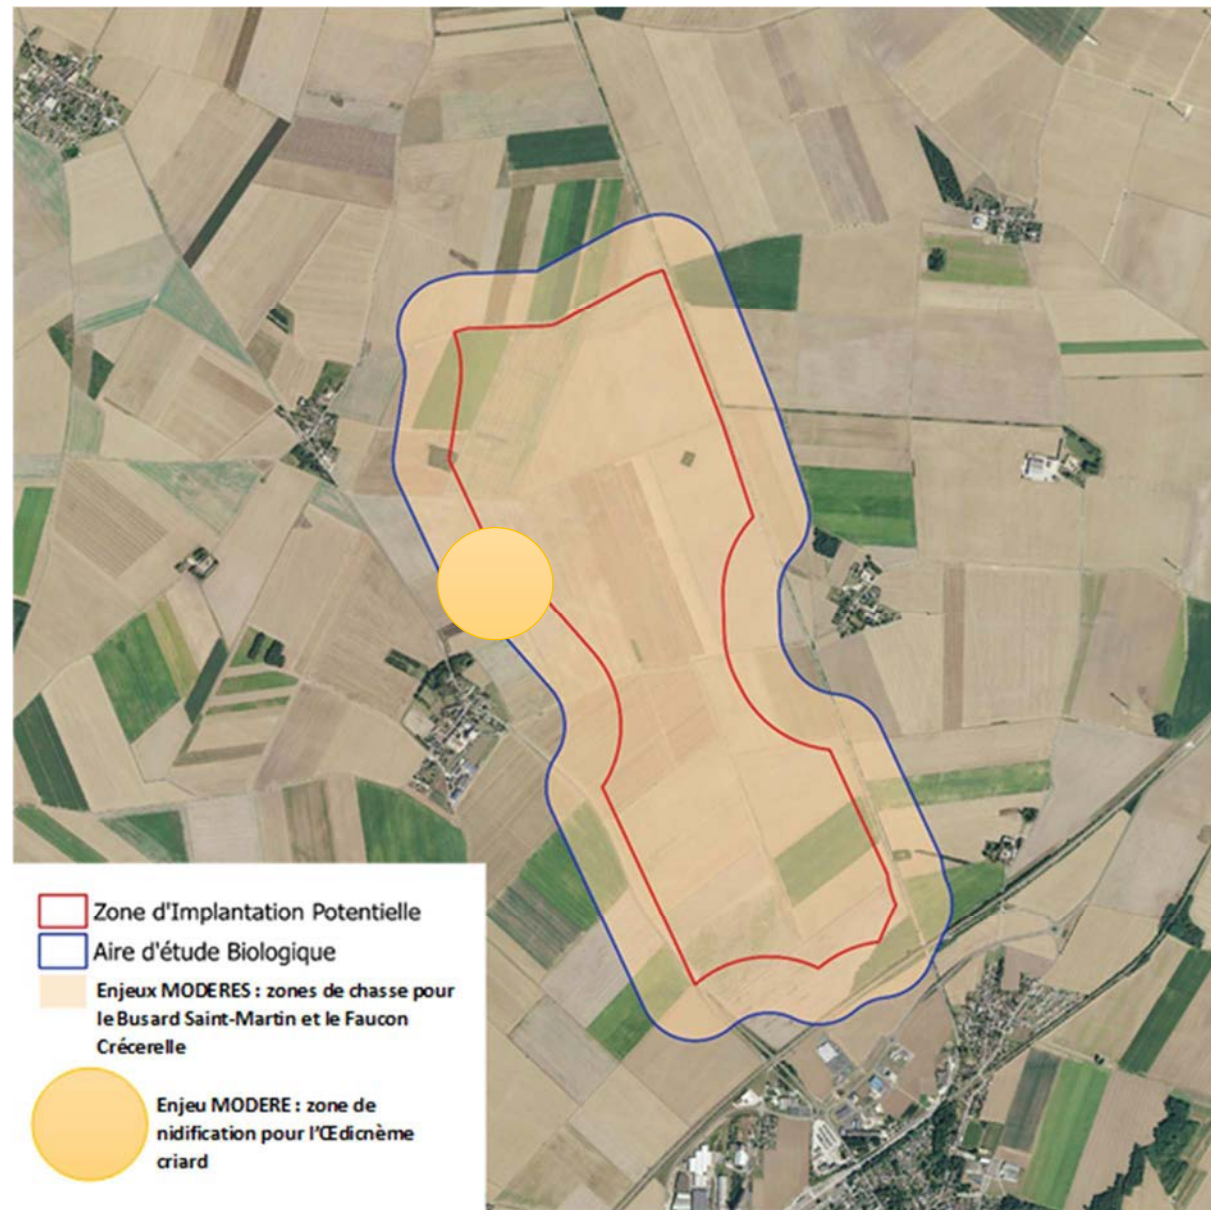 Zone d'Implantation Potentielle
Aire d'étude Biologique
Enjeux MODERES : zones de chasse pour
le Busard Saint-Martin et le Faucon
Crécerelle
Enjeu MODERE : zone de
nidification pour l'Œdicnème
criard